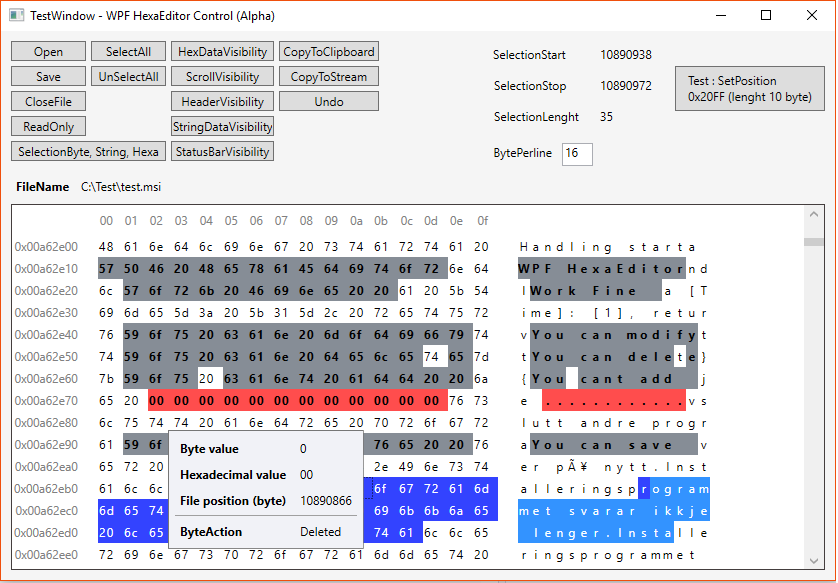 TestWindow - WPF HexaEditor Control (Alpha)
Open SelectAll HexDataVisibility CopyToClipboard
Save UnSelectAll ScrollVisibility CopyToStream
CloseFile HeaderVisibility Undo
ReadOnly StringDataVisibility
SelectionByte, String, Hexa StatusBarVisibility
SelectionStart 10890938
SelectionStop 10890972
SelectionLenght 35
BytePerline 16
Test : SetPosition
0x20FF (lenght 10 byte)
FileName C:\Test\test.msi
00 01 02 03 04 05 06 07 08 09 0a 0b 0c 0d 0e 0f
0x00a62e00 48 61 6e 64 6c 69 6e 67 20 73 74 61 72 74 61 20 Handling starta
0x00a62e10 57 50 46 20 48 65 78 61 45 64 69 74 6f 72 6e 64 WPF HexaEditornd
0x00a62e20 6c 57 6f 72 6b 20 46 69 6e 65 20 20 61 20 5b 54 lWork Fine  a [T
0x00a62e30 69 6d 65 5d 3a 20 5b 31 5d 2c 20 72 65 74 75 72 ime]: [1], retur
0x00a62e40 76 59 6f 75 20 63 61 6e 20 6d 6f 64 69 66 79 74 vYou can modifyt
0x00a62e50 74 59 6f 75 20 63 61 6e 20 64 65 6c 65 74 65 7d tYou can delete}
0x00a62e60 7b 59 6f 75 20 63 61 6e 74 20 61 64 64 20 20 6a {You cant add  j
0x00a62e70 65 20 00 00 00 00 00 00 00 00 00 00 00 00 76 73 e ............vs
0x00a62e80 6c 75 74 74 20 61 6e 64 72 65 20 70 72 6f 67 72 lutt andre progr
0x00a62e90 61 59 6f 76 65 20 20 76 aYou can save  v
0x00a62ea0 65 72 20 2e 49 6e 73 74 er pÃ¥ nytt.Inst
0x00a62eb0 61 6c 6c 6f 67 72 61 6d alleringsprogram
0x00a62ec0 6d 65 74 69 6b 6b 6a 65 met svarar ikkje
0x00a62ed0 20 6c 65 74 61 6c 6c 65 lenger.Installe
0x00a62ee0 72 69 6e 67 73 70 72 6f 67 72 61 6d 6d 65 74 20 ringsprogrammet
Byte value 0
Hexadecimal value 00
File position (byte) 10890866
ByteAction Deleted